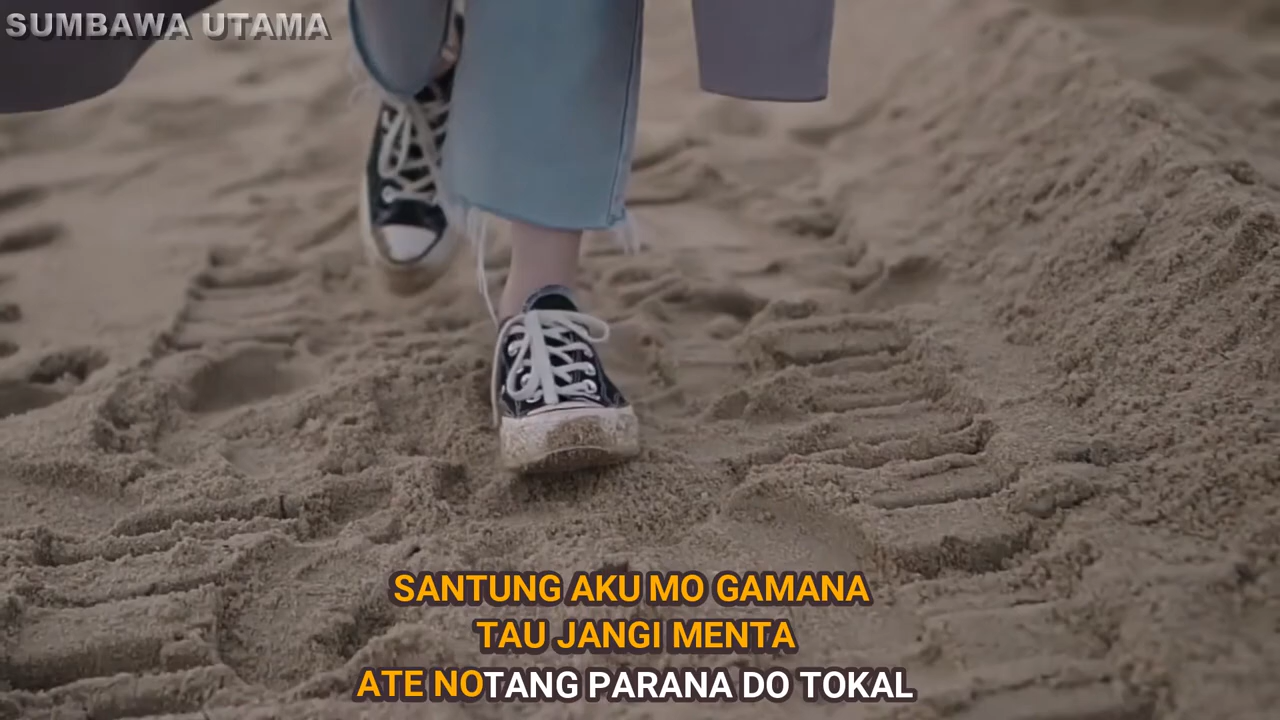 SUMBAWA UTAMA
SANTUNG AKU MO GAMANA
TAU JANGI MENTA
ATE NOTANG PARANA DO TOKAL